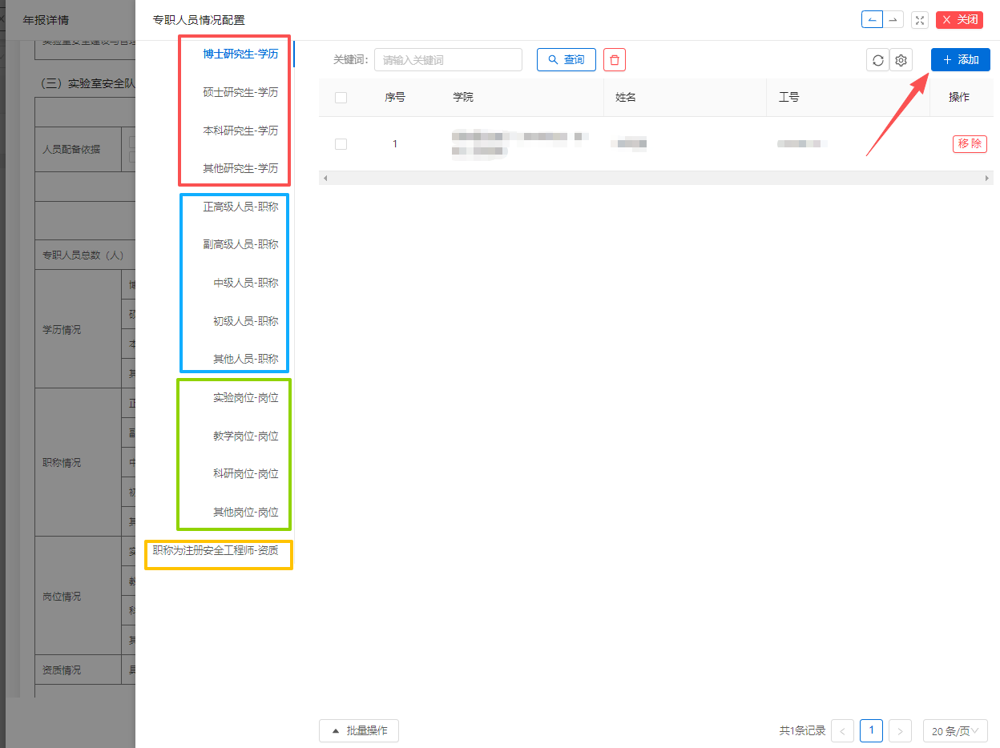 年报详情
专职人员情况配置
关闭
（三）实验室安全队
人员配备依据
专职人员总数（人）
学历情况
职称情况
岗位情况
资质情况
博士研究生-学历
硕士研究生-学历
本科研究生-学历
其他研究生-学历
正高级人员-职称
副高级人员-职称
中级人员-职称
初级人员-职称
其他人员-职称
实验岗位-岗位
教学岗位-岗位
科研岗位-岗位
其他岗位-岗位
职称为注册安全工程师-资质
关键词: 请输入关键词 查询 添加
序号 学院 姓名 工号 操作
1 移 除
批量操作 共1条记录 1 20 条/页